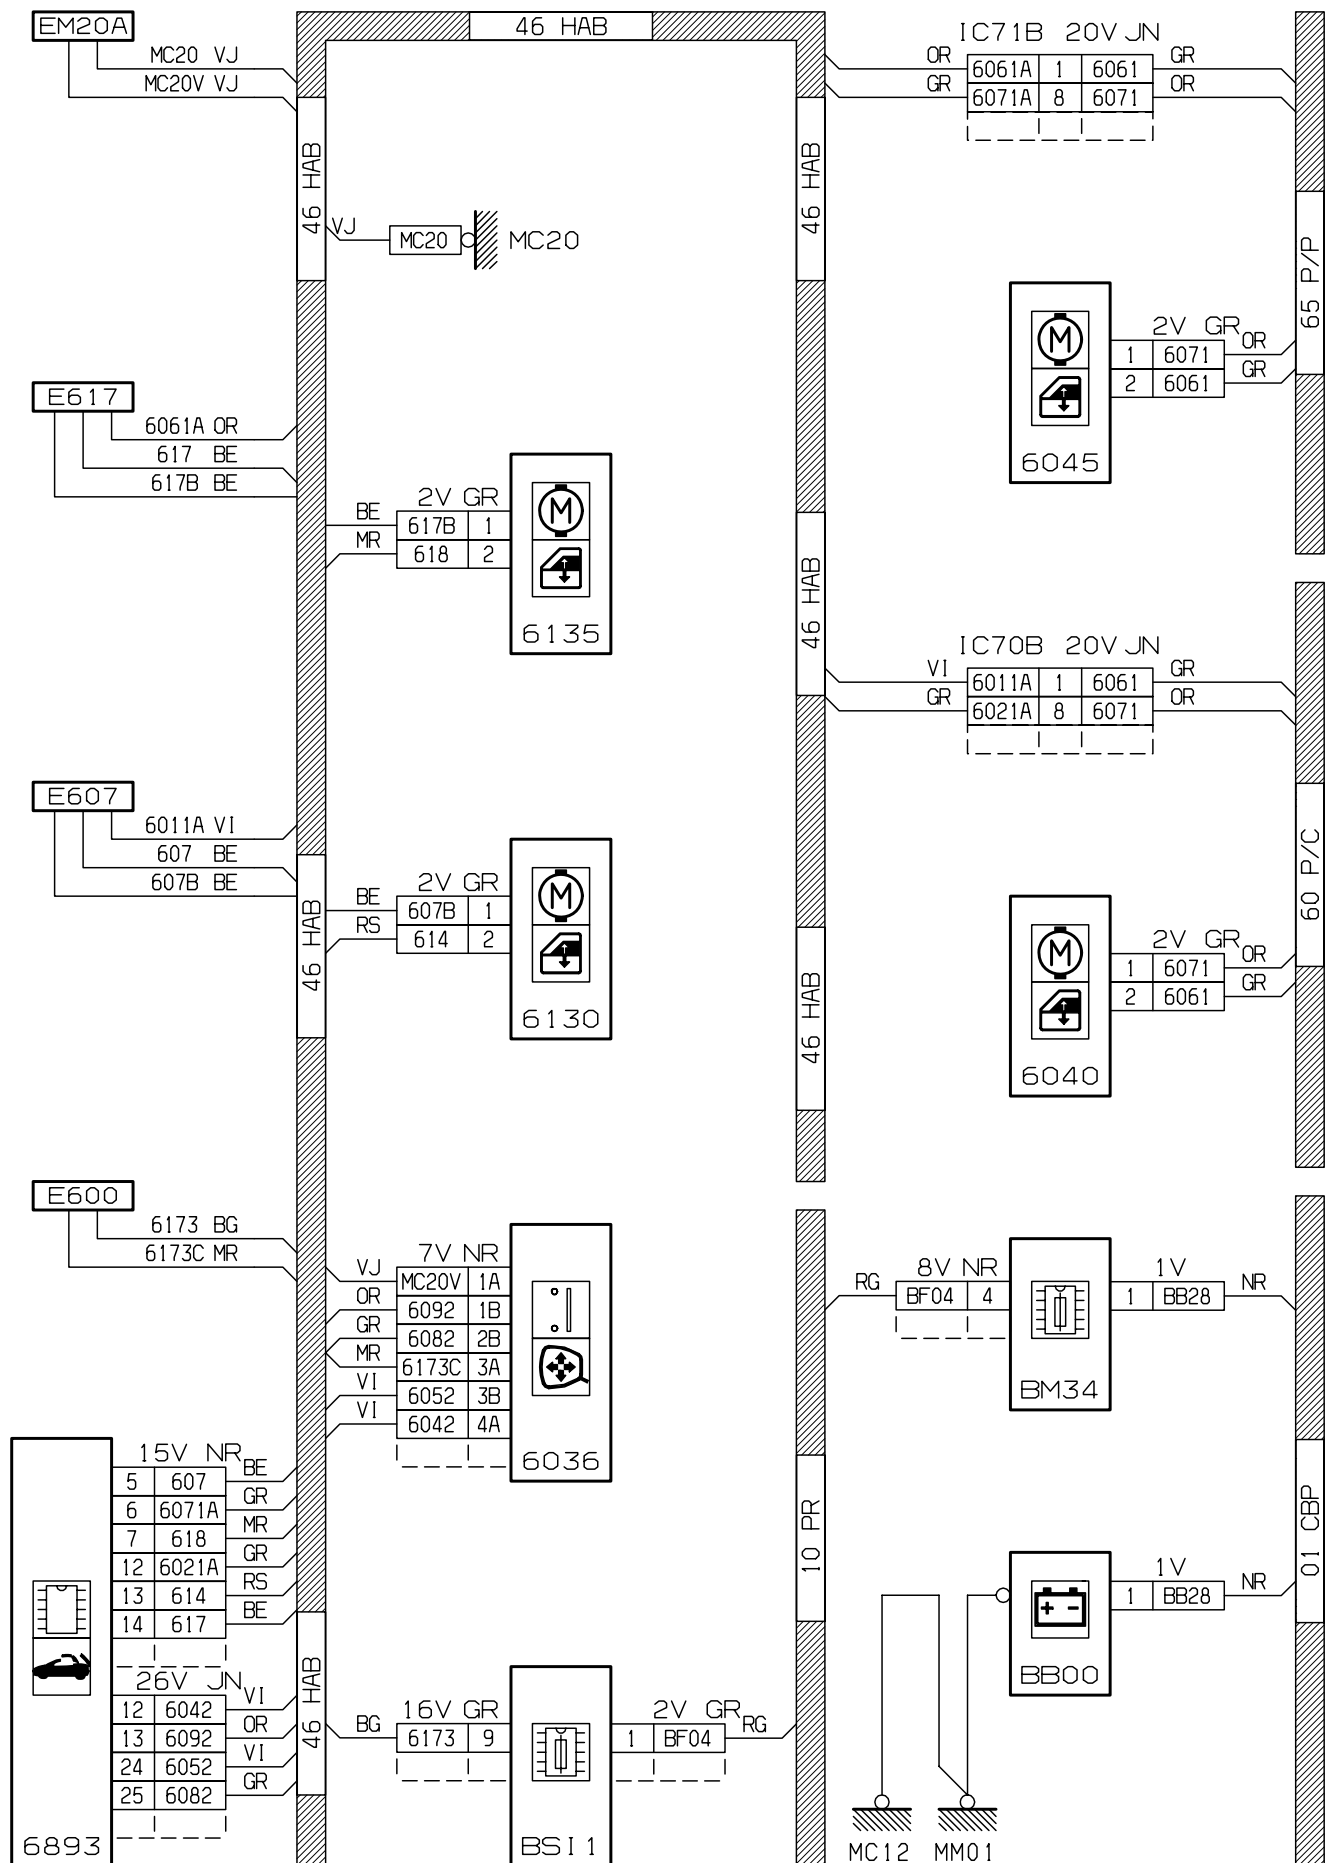 EM20A
MC20 VJ
MC20V VJ
46 HAB
46 HAB
46 HAB
VJ
MC20
MC20
IC71B 20V JN
OR 6061A 1 6061 GR
GR 6071A 8 6071 OR
65 P/P
M
6045
2V GR
1 6071 OR
2 6061 GR
E617
6061A OR
617 BE
617B BE
2V GR
BE 617B 1
MR 618 2
M
6135
46 HAB
IC70B 20V JN
VI 6011A 1 6061 GR
GR 6021A 8 6071 OR
60 P/C
E607
6011A VI
607 BE
607B BE
46 HAB
2V GR
BE 607B 1
RS 614 2
M
6130
46 HAB
M
6040
2V GR
1 6071 OR
2 6061 GR
E600
6173 BG
6173C MR
7V NR
VJ MC20V 1A
OR 6092 1B
GR 6082 2B
MR 6173C 3A
VI 6052 3B
VI 6042 4A
6036
8V NR
RG BF04 4
BM34
1V
1 BB28 NR
15V NR
5 607 BE
6 6071A GR
7 618 MR
12 6021A GR
13 614 RS
14 617 BE
26V JN
12 6042 VI
13 6092 OR
24 6052 VI
25 6082 GR
6893
46 HAB
16V GR
BG 6173 9
BSI1
2V GR
1 BF04 RG
10 PR
01 CBP
+ -
BB00
1V
1 BB28 NR
MC12 MM01